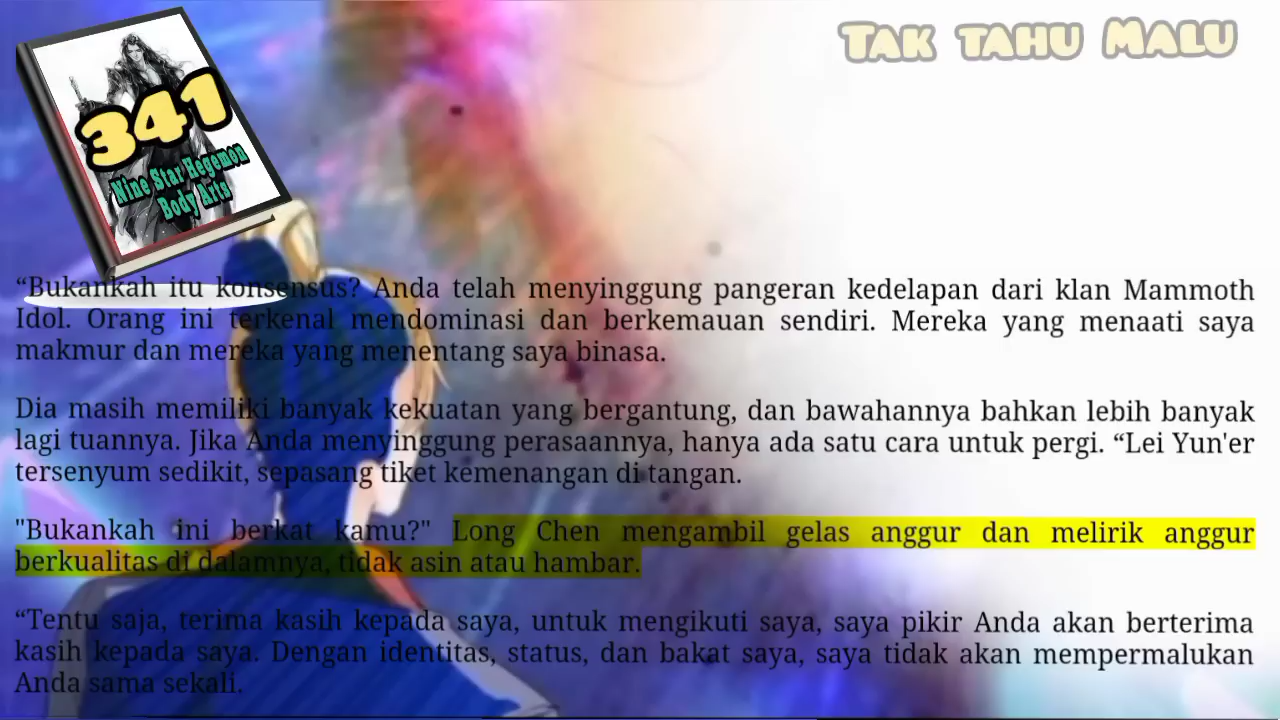 Tak tahu Malu
341
Nine Star Hegemon
Body Arts
“Bukankah itu konsensus? Anda telah menyinggung pangeran kedelapan dari klan Mammoth
Idol. Orang ini terkenal mendominasi dan berkemauan sendiri. Mereka yang menaati saya
makmur dan mereka yang menentang saya binasa.
Dia masih memiliki banyak kekuatan yang bergantung, dan bawahannya bahkan lebih banyak
lagi tuannya. Jika Anda menyinggung perasaannya, hanya ada satu cara untuk pergi. “Lei Yun'er
tersenyum sedikit, sepasang tiket kemenangan di tangan.
"Bukankah ini berkat kamu?" Long Chen mengambil gelas anggur dan melirik anggur
berkualitas di dalamnya, tidak asin atau hambar.
“Tentu saja, terima kasih kepada saya, untuk mengikuti saya, saya pikir Anda akan berterima
kasih kepada saya. Dengan identitas, status, dan bakat saya, saya tidak akan mempermalukan
Anda sama sekali.